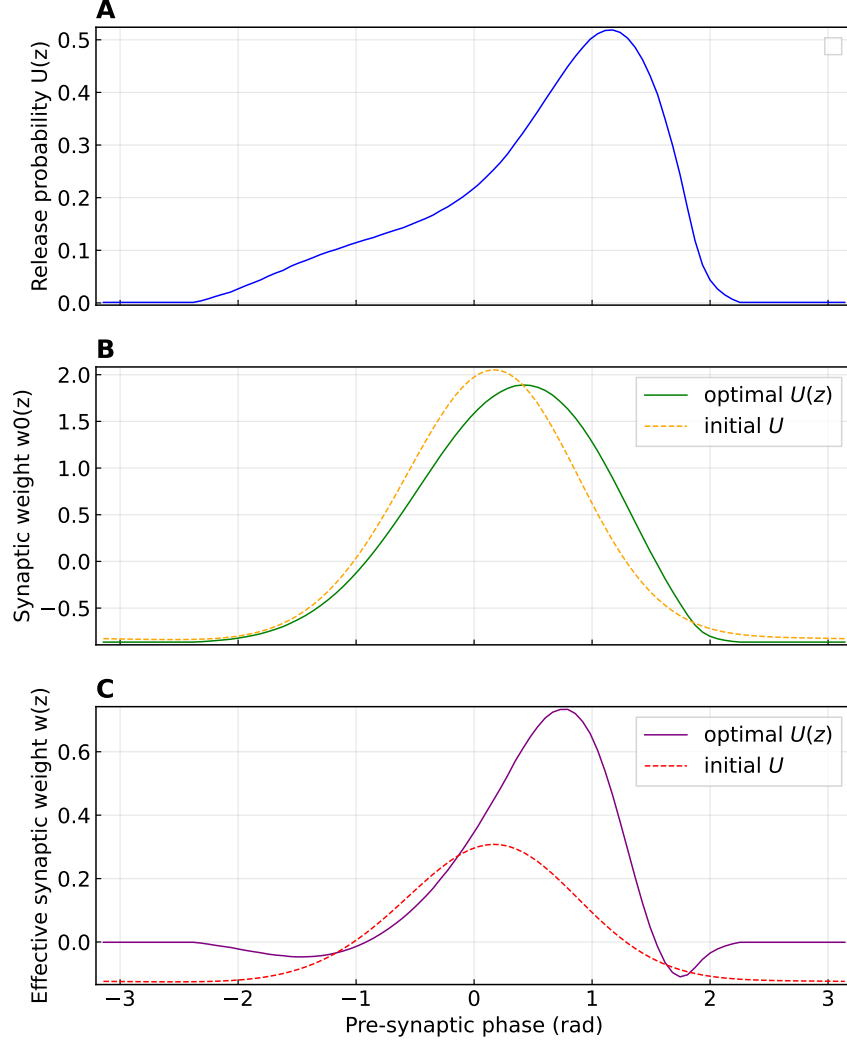 A
Release probability U(z)
0.5
0.4
0.3
0.2
0.1
0.0
B
Synaptic weight w0(z)
2.0
1.5
1.0
0.5
0.0
−0.5
optimal U(z)
initial U
C
Effective synaptic weight w(z)
0.6
0.4
0.2
0.0
optimal U(z)
initial U
−3 −2 −1 0 1 2 3
Pre-synaptic phase (rad)